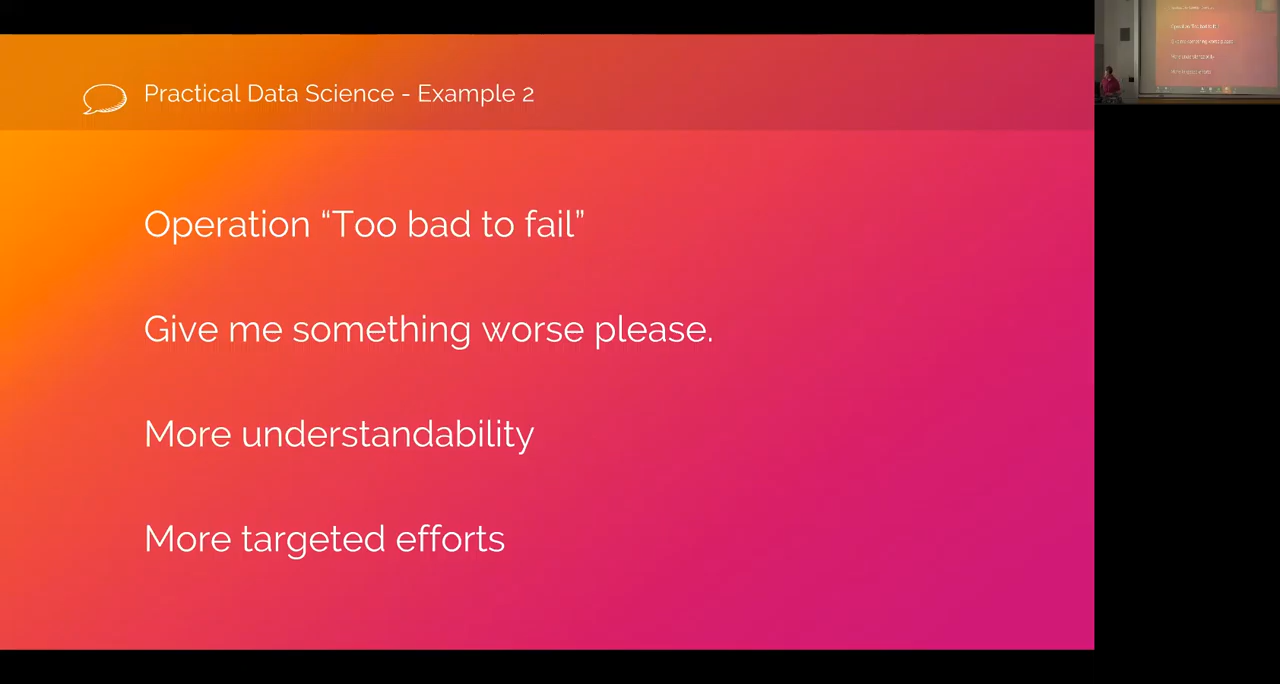 Practical Data Science - Example 2
Operation “Too bad to fail”
Give me something worse please.
More understandability
More targeted efforts